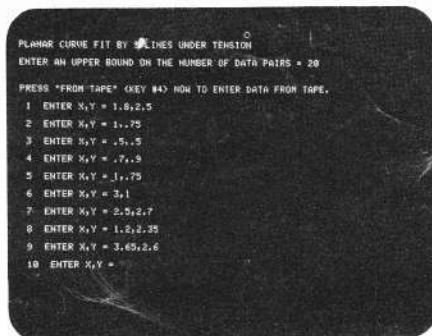 PLANAR CURVE FIT BY SPLINES UNDER TENSION
ENTER AN UPPER BOUND ON THE NUMBER OF DATA PAIRS = 20
PRESS "FROM TAPE" (KEY #4) NOW TO ENTER DATA FROM TAPE.
1 ENTER X,Y = 1.8,2.5
2 ENTER X,Y = 1,.75
3 ENTER X,Y = .5,.5
4 ENTER X,Y = .7,.9
5 ENTER X,Y = 1,.75
6 ENTER X,Y = 3,1
7 ENTER X,Y = 2.5,2.7
8 ENTER X,Y = 1.2,2.35
9 ENTER X,Y = 3.65,2.6
10 ENTER X,Y =